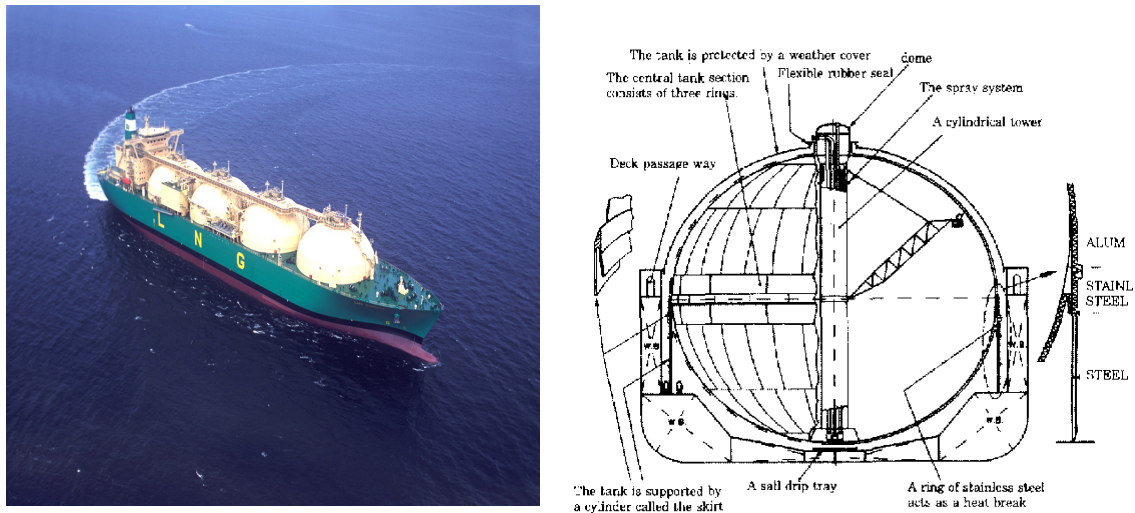 L N G
The tank is protected by a weather cover
dome
Flexible rubber seal
The central tank section
consists of three rings.
The spray system
A cylindrical tower
Deck passage way
ALUM
STAINL
STEEL
W.B.
W.B.
STEEL
W.B.
W.B.
The tank is supported by
a cylinder called the skirt
A sail drip tray
A ring of stainless steel
acts as a heat break